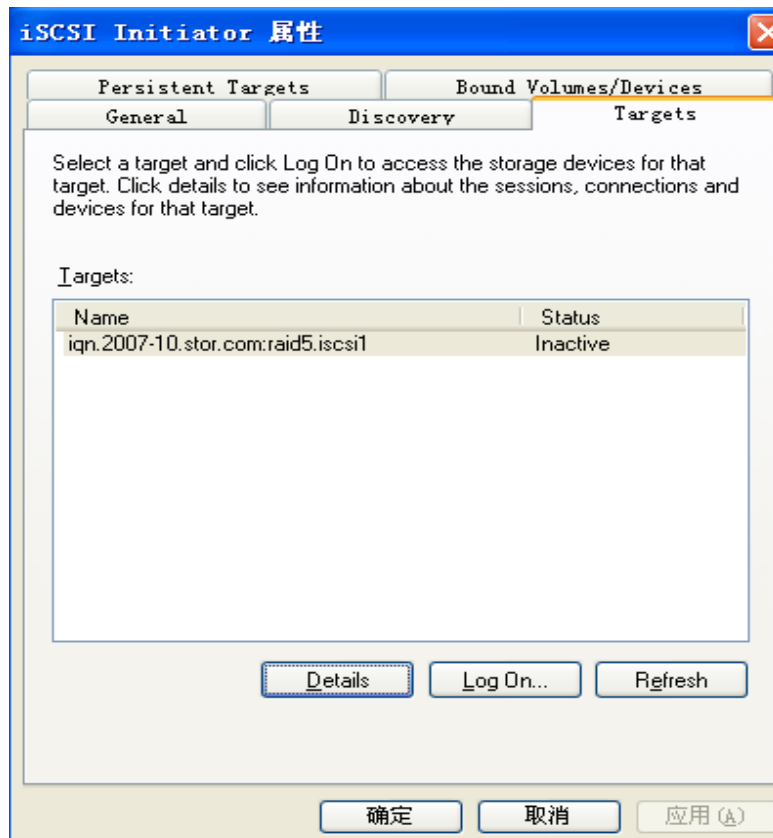 iSCSI Initiator 属性
Persistent Targets
Bound Volumes/Devices
General
Discovery
Targets
Select a target and click Log On to access the storage devices for that
target. Click details to see information about the sessions, connections and
devices for that target.
Targets:
Name Status
iqn.2007-10.stor.com:raid5.iscsi1 Inactive
Details Log On... Refresh
确定 取消 应用(A)